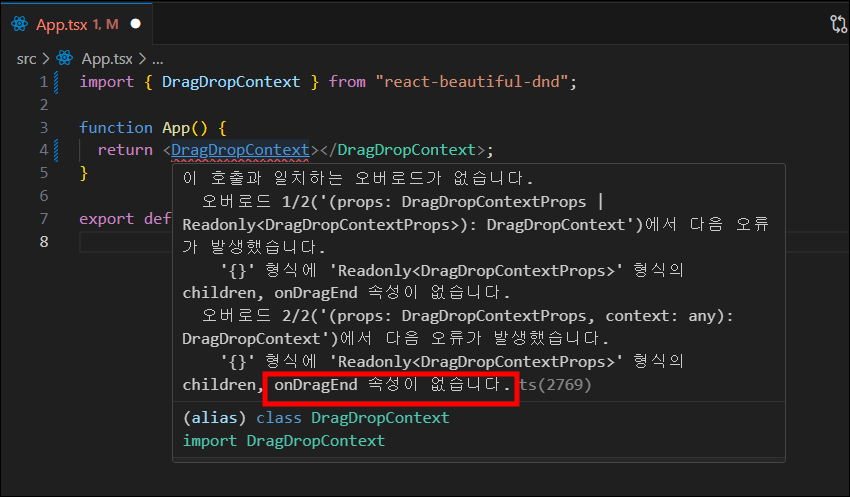 App.tsx 1, M
src > App.tsx > ...
1 import { DragDropContext } from "react-beautiful-dnd";
2
3 function App() {
4 return <DragDropContext></DragDropContext>;
5 }
6
7 export def
8
이 호출과 일치하는 오버로드가 없습니다.
오버로드 1/2('(props: DragDropContextProps |
Readonly<DragDropContextProps>): DragDropContext')에서 다음 오류
가 발생했습니다.
'{}' 형식에 'Readonly<DragDropContextProps>' 형식의
children, onDragEnd 속성이 없습니다.
오버로드 2/2('(props: DragDropContextProps, context: any):
DragDropContext')에서 다음 오류가 발생했습니다.
'{}' 형식에 'Readonly<DragDropContextProps>' 형식의
children, onDragEnd 속성이 없습니다. ts(2769)
(alias) class DragDropContext
import DragDropContext